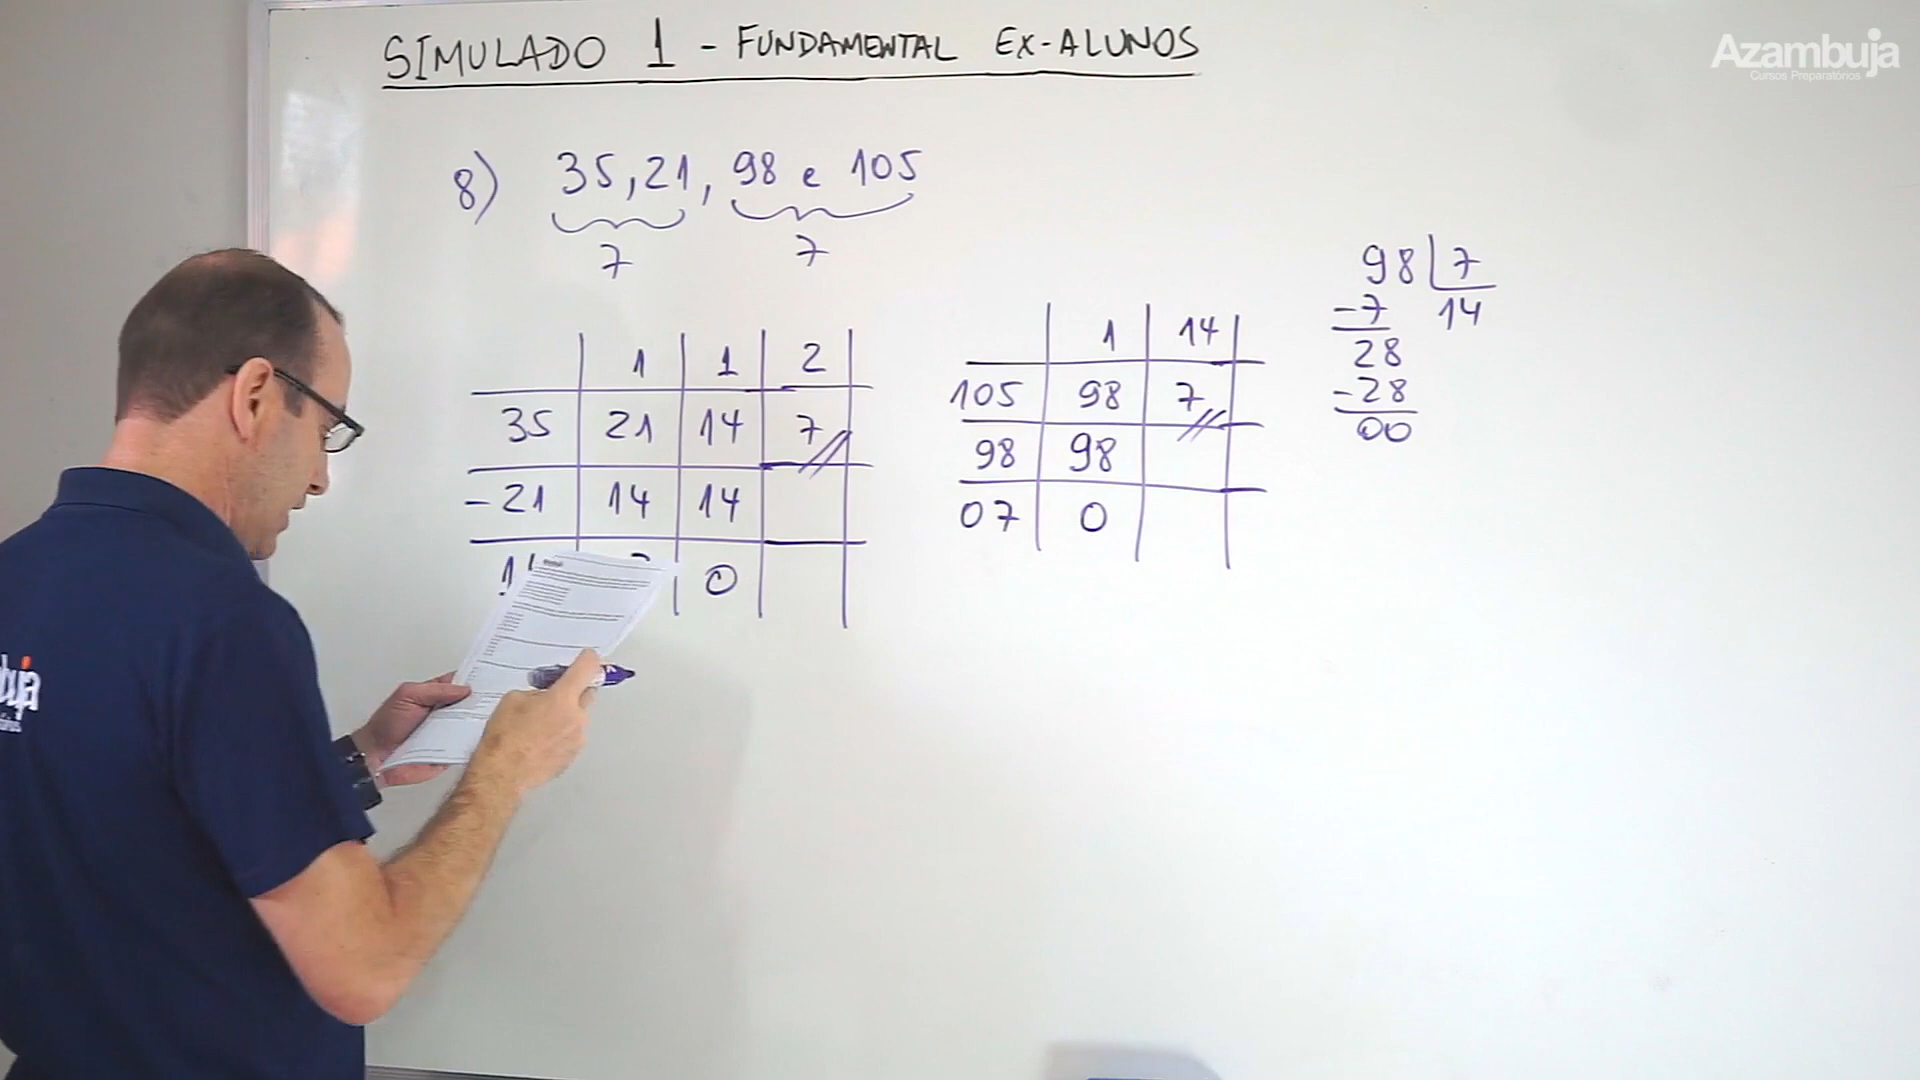 SIMULADO 1 - FUNDAMENTAL EX-ALUNOS
Azambuja
Cursos Preparatórios
8) 35, 21, 98 e 105
7 7
1 1 2
35 21 14 7
- 21 14 14
0
1 14
105 98 7
98 98
07 0
98 7
-7 14
28
-28
00
buja